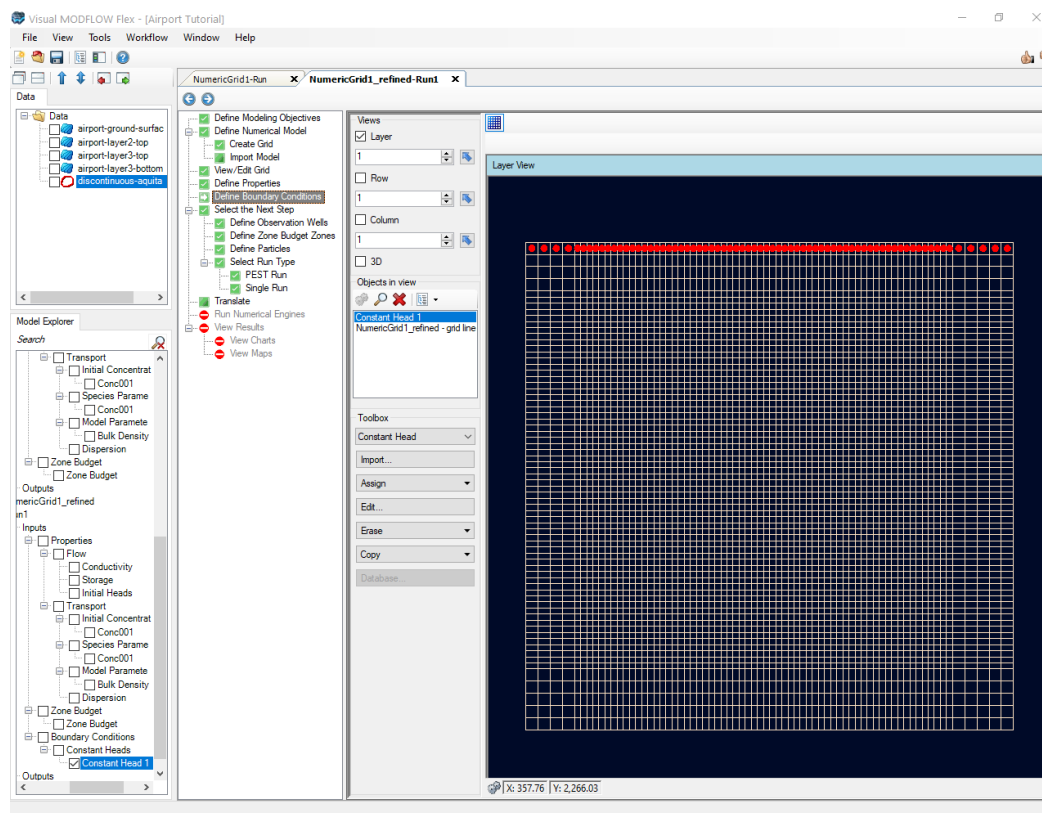 Visual MODFLOW Flex - [Airport Tutorial]
File View Tools Workflow Window Help
Data
NumericGrid1-Run X NumericGrid1_refined-Run1 X
Data
airport-ground-surfac
airport-layer2-top
airport-layer3-top
airport-layer3-bottom
discontinuous-aquita
Model Explorer
Search
Transport
Initial Concentrat
Conc001
Species Parame
Conc001
Model Paramete
Bulk Density
Dispersion
Zone Budget
Zone Budget
Outputs
mericGrid1_refined
un1
Inputs
Properties
Flow
Conductivity
Storage
Initial Heads
Transport
Initial Concentrat
Conc001
Species Parame
Conc001
Model Paramete
Bulk Density
Dispersion
Zone Budget
Zone Budget
Boundary Conditions
Constant Heads
Constant Head 1
Outputs
Define Modeling Objectives
Define Numerical Model
Create Grid
Import Model
View/Edit Grid
Define Properties
Define Boundary Conditions
Select the Next Step
Define Observation Wells
Define Zone Budget Zones
Define Particles
Select Run Type
PEST Run
Single Run
Translate
Run Numerical Engines
View Results
View Charts
View Maps
Views
Layer
1
Row
1
Column
1
3D
Objects in view
Constant Head 1
NumericGrid1_refined - grid line
Toolbox
Constant Head
Import...
Assign
Edit...
Erase
Copy
Database...
Layer View
X: 357.76 Y: 2,266.03